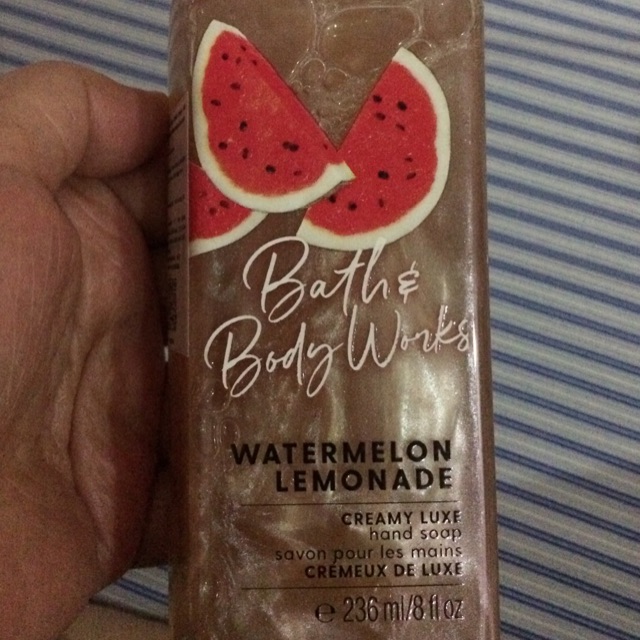 Bath &
Body Works
WATERMELON
LEMONADE
CREAMY LUXE
hand soap
savon pour les mains
CRÉMEUX DE LUXE
℮ 236 ml/8 fl oz